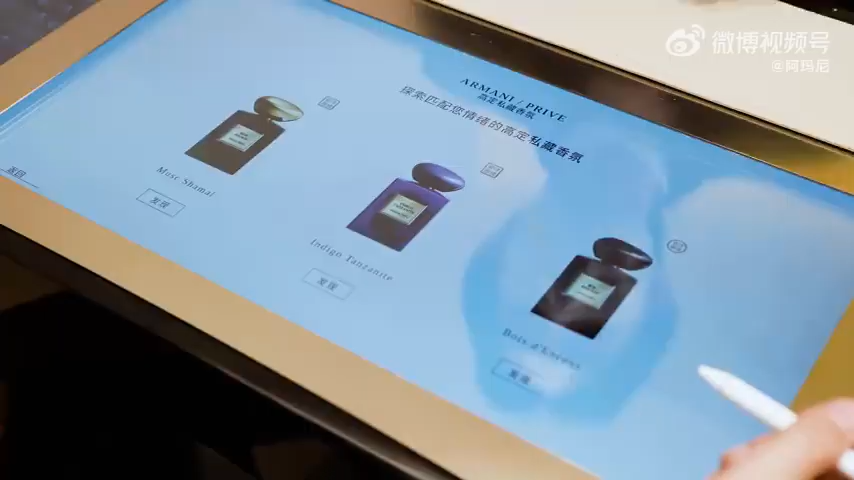 微博视频号
@阿玛尼
ARMANI / PRIVE
高定私藏香氛
探索匹配您情绪的高定私藏香氛
Musc Shamal
发现
Indigo Tanzanite
发现
Bois d'Encens
发现
返回